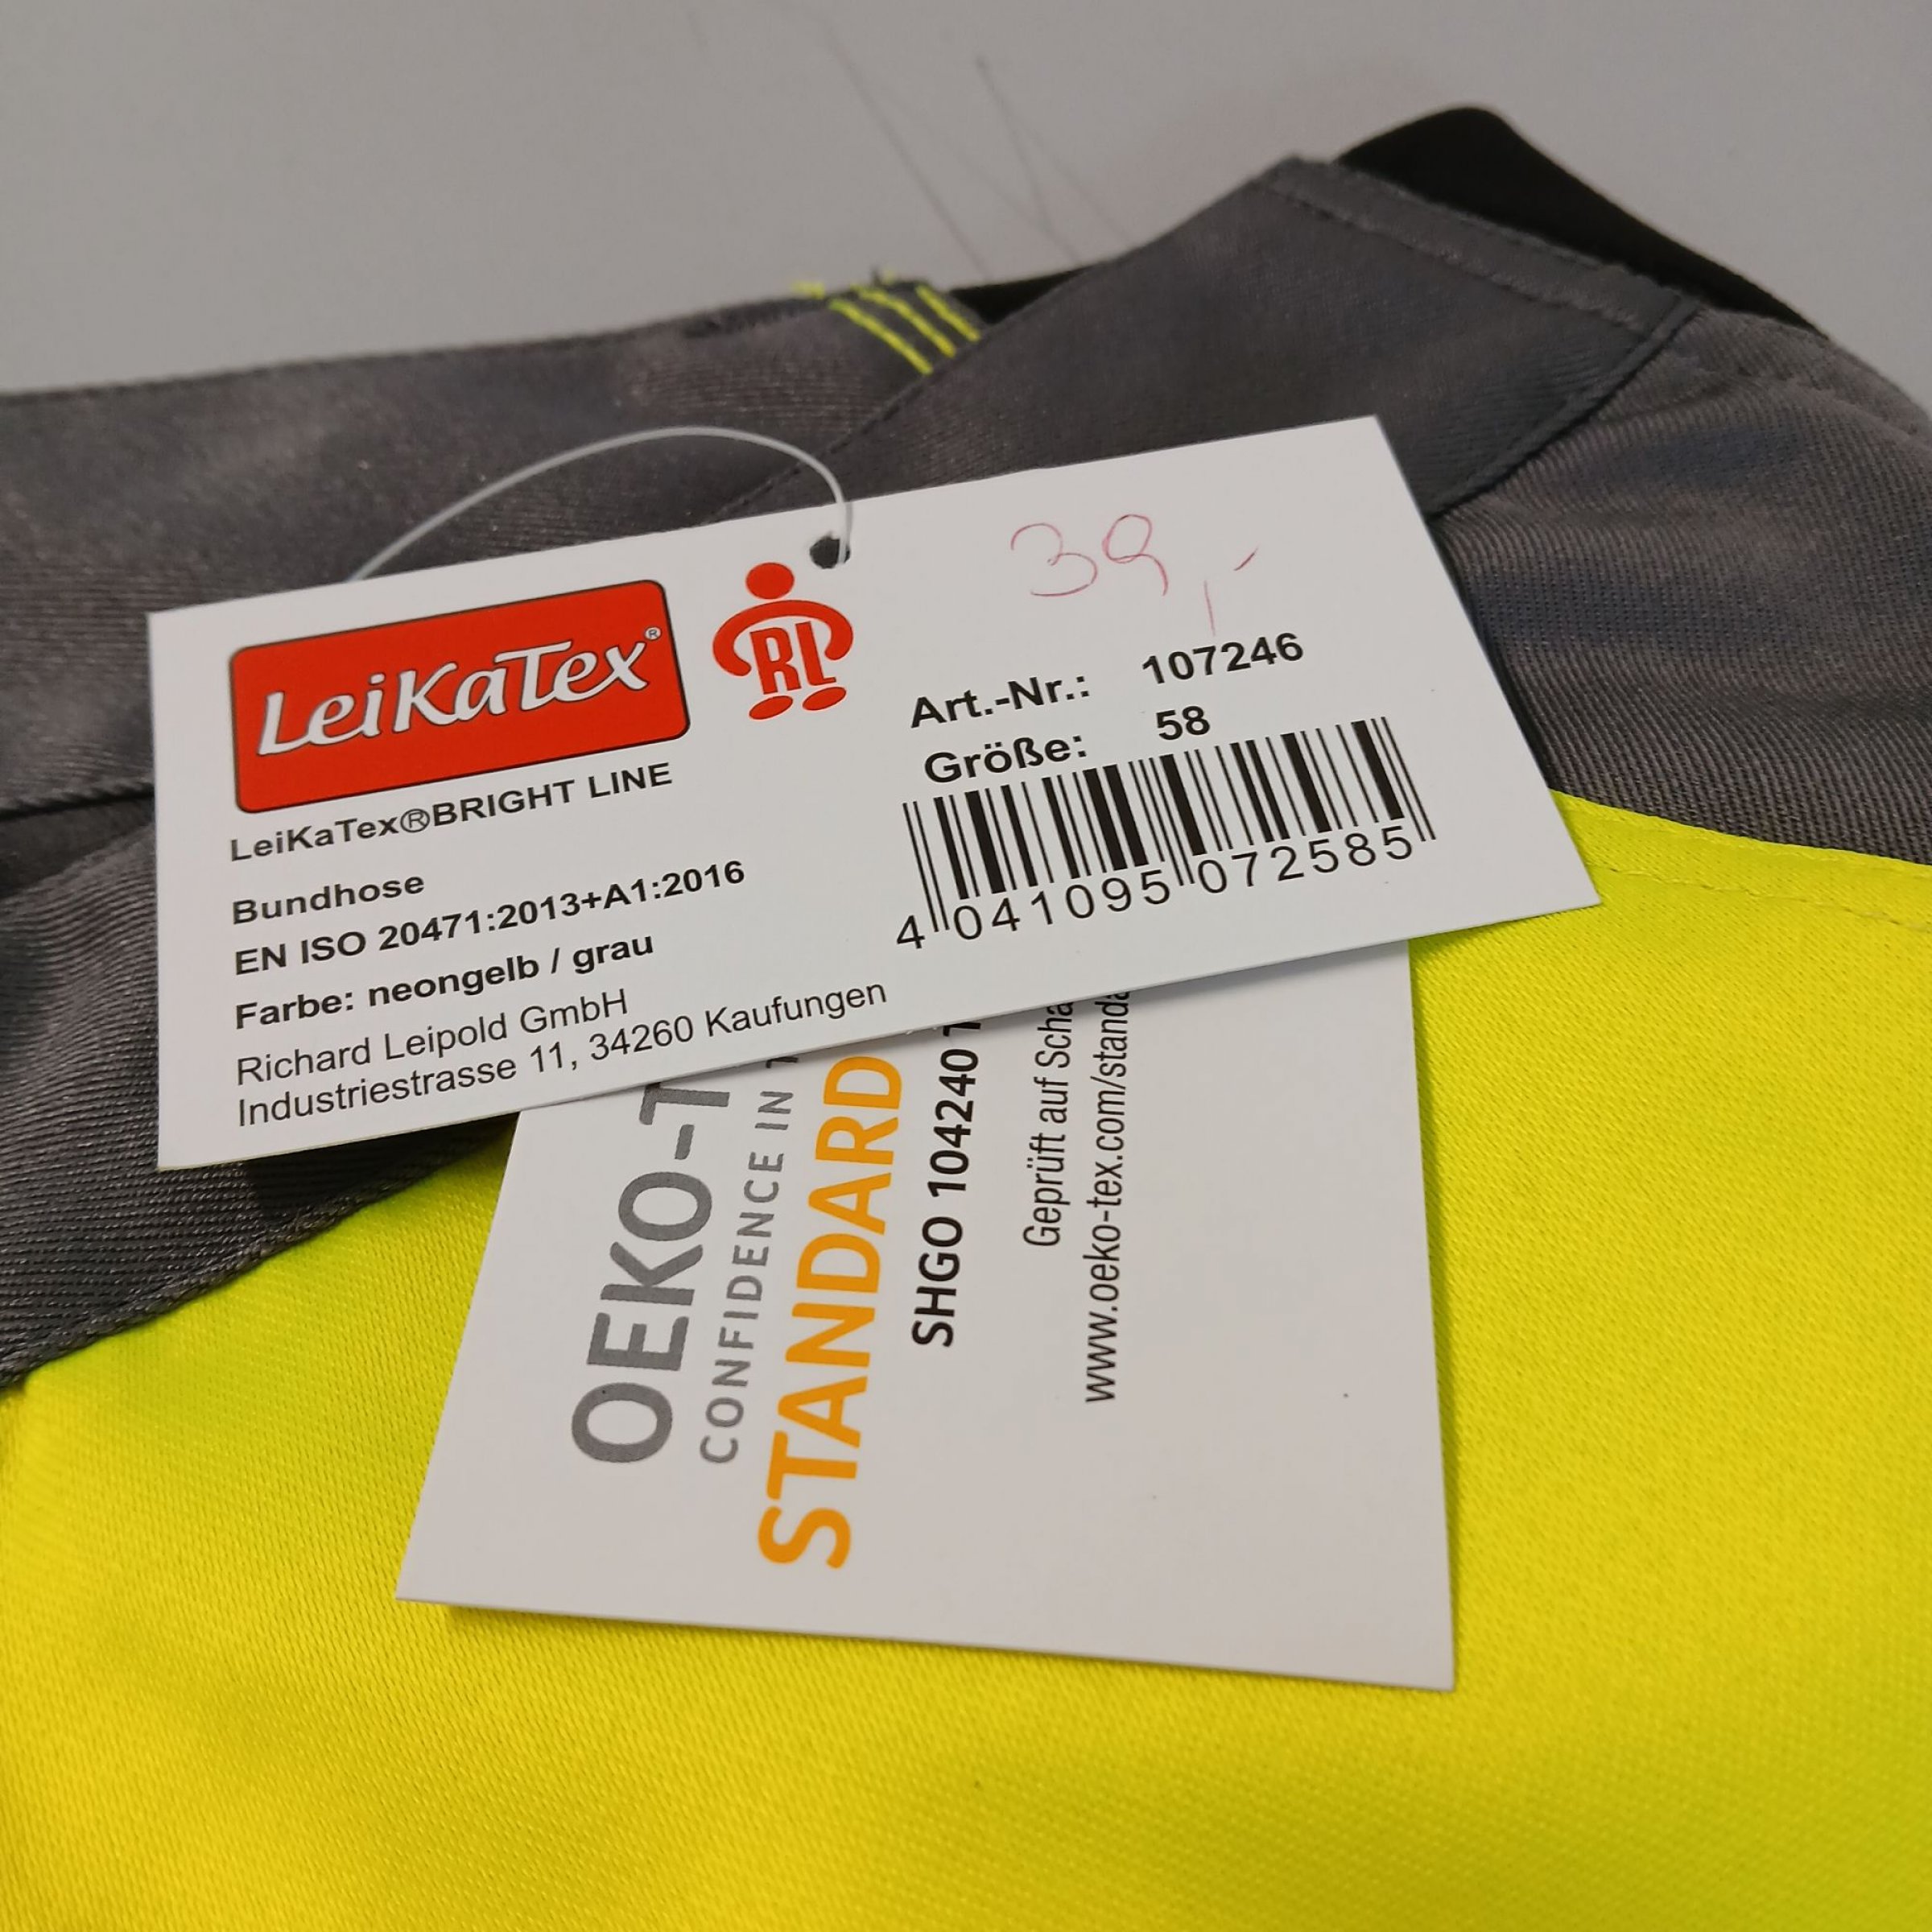 39,-
LeiKaTex®
RL
Art.-Nr.: 107246
Größe: 58
4 041095 072585
LeiKaTex®BRIGHT LINE
Bundhose
EN ISO 20471:2013+A1:2016
Farbe: neongelb / grau
Richard Leipold GmbH
Industriestrasse 11, 34260 Kaufungen
OEKO-T
CONFIDENCE IN
STANDARD
SHGO 104240
Geprüft auf Scha
www.oeko-tex.com/standa